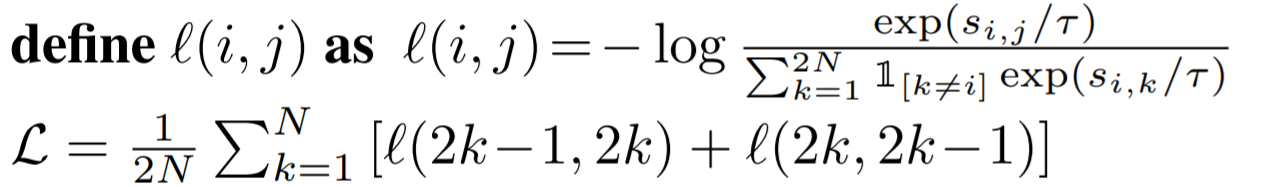 define ℓ(i, j) as ℓ(i, j)=− log exp(s_{i,j}/τ) / ∑_{k=1}^{2N} 𝟙_{[k≠i]} exp(s_{i,k}/τ)
ℒ = 1/2N ∑_{k=1}^{N} [ℓ(2k−1, 2k) + ℓ(2k, 2k−1)]